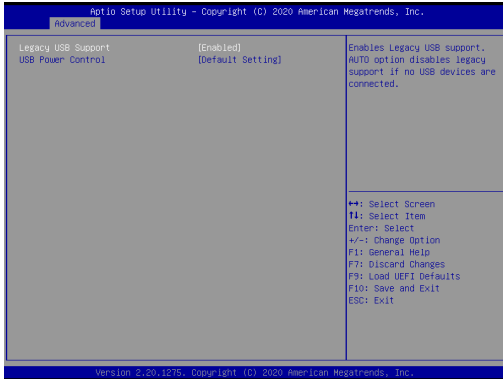 Aptio Setup Utility – Copyright (C) 2020 American Megatrends, Inc.
Advanced
Legacy USB Support [Enabled]
USB Power Control [Default Setting]
Enables Legacy USB support.
AUTO option disables legacy
support if no USB devices are
connected.
↔: Select Screen
↑↓: Select Item
Enter: Select
+/-: Change Option
F1: General Help
F7: Discard Changes
F9: Load UEFI Defaults
F10: Save and Exit
ESC: Exit
Version 2.20.1275. Copyright (C) 2020 American Megatrends, Inc.